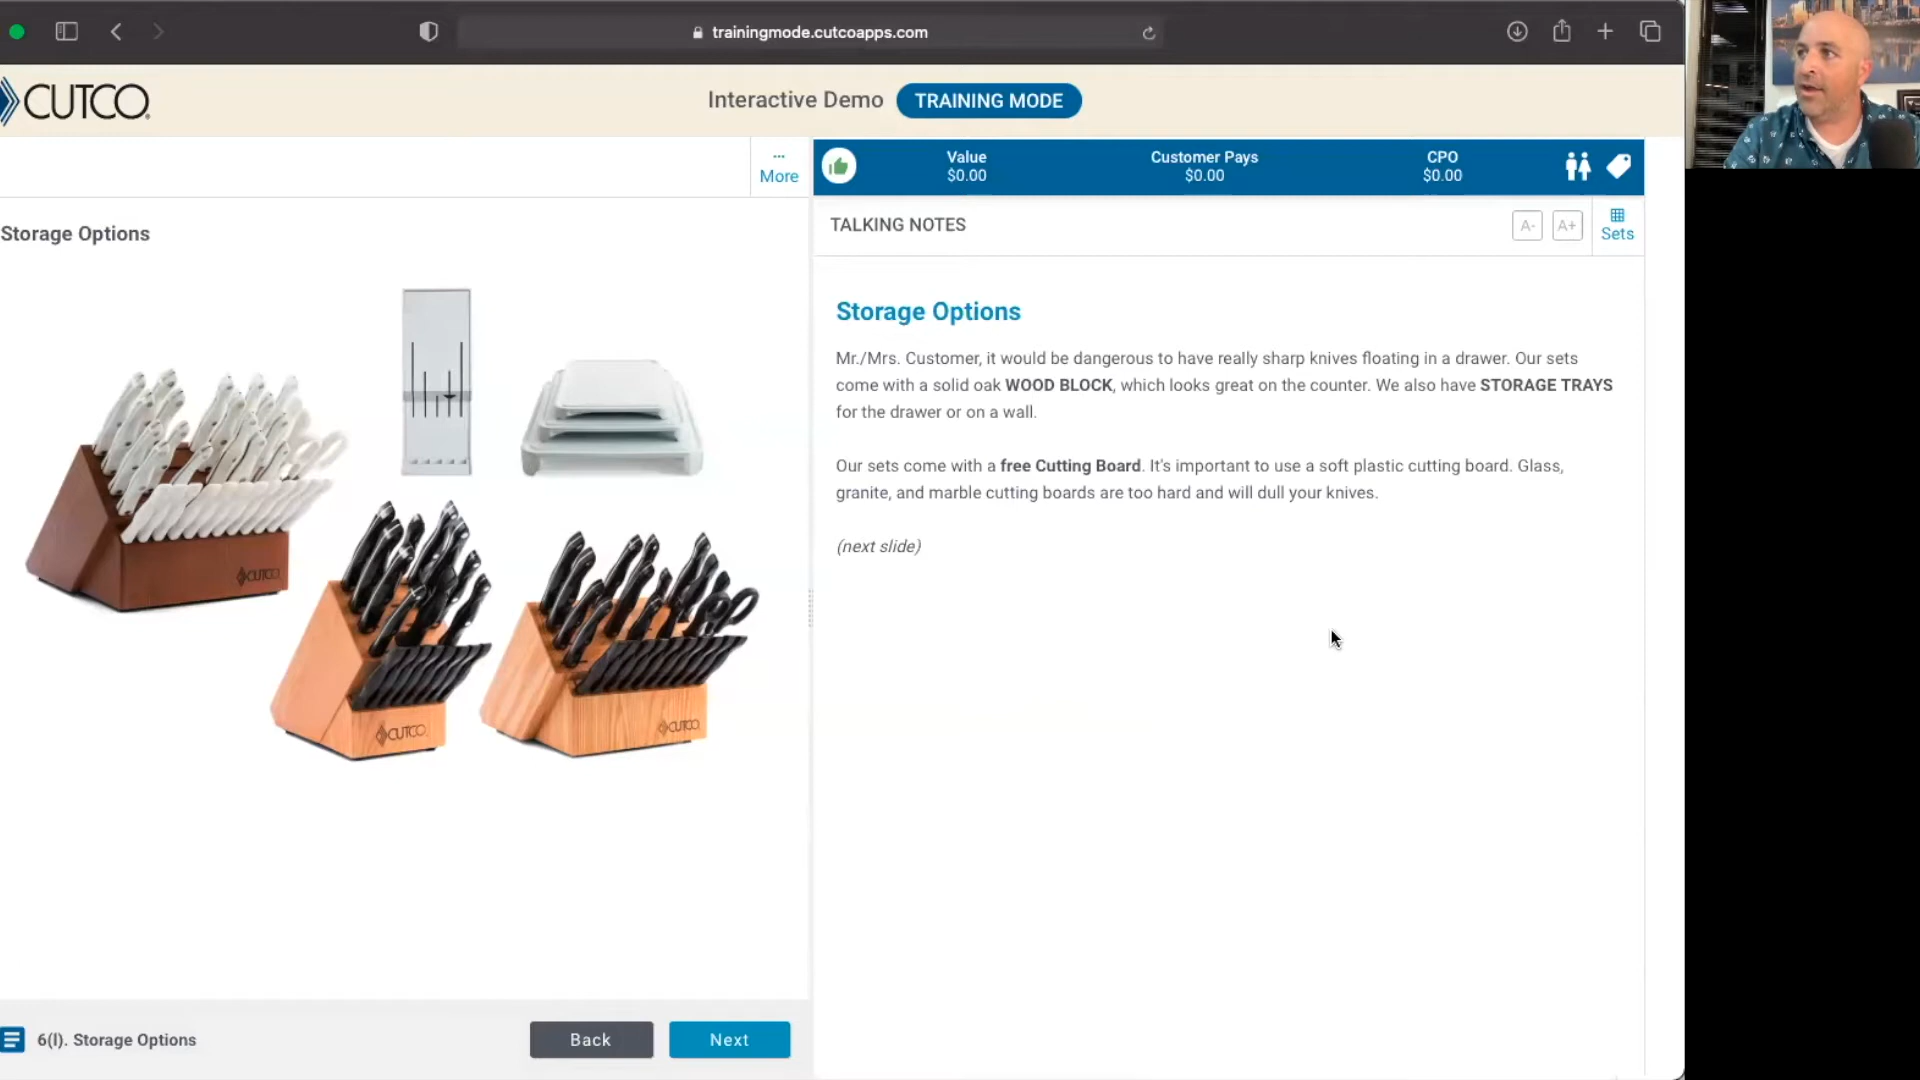 trainingmode.cutcoapps.com
CUTCO
Interactive Demo TRAINING MODE
... More
Value
$0.00
Customer Pays
$0.00
CPO
$0.00
TALKING NOTES
A-
A+
Sets
Storage Options
CUTCO
CUTCO
CUTCO
Storage Options
Mr./Mrs. Customer, it would be dangerous to have really sharp knives floating in a drawer. Our sets
come with a solid oak WOOD BLOCK, which looks great on the counter. We also have STORAGE TRAYS
for the drawer or on a wall.
Our sets come with a free Cutting Board. It's important to use a soft plastic cutting board. Glass,
granite, and marble cutting boards are too hard and will dull your knives.
(next slide)
6(l). Storage Options
Back
Next